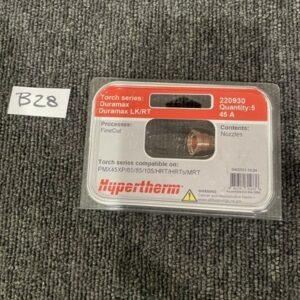 B28
Torch series:
Duramax
Duramax LK/RT
220930
Quantity:5
45 A
Processes:
FineCut
Contents:
Nozzles
Torch series compatible on:
PMX45XP/65/85/105/HRT/HRTs/MRT
Hypertherm
WARNING